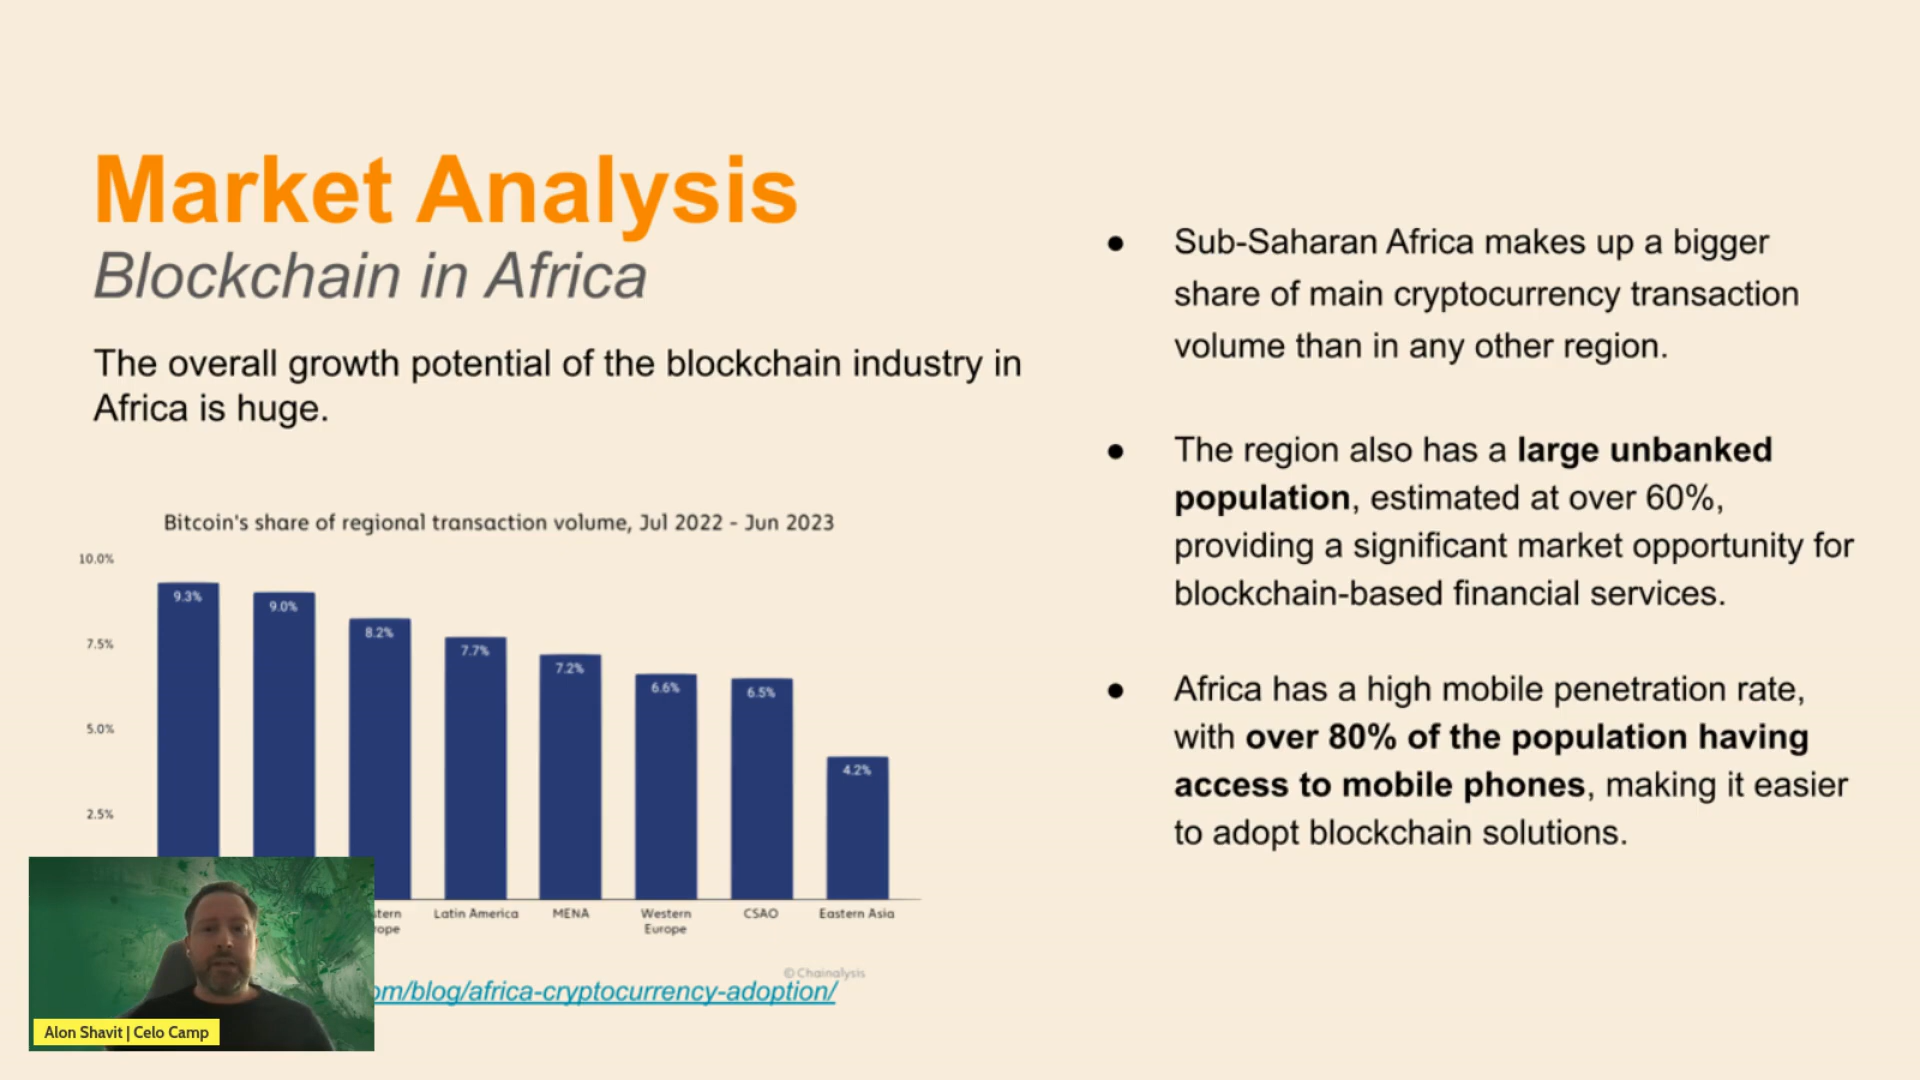 Market Analysis
Blockchain in Africa
The overall growth potential of the blockchain industry in
Africa is huge.
Bitcoin's share of regional transaction volume, Jul 2022 - Jun 2023
10.0%
7.5%
5.0%
2.5%
9.3%
9.0%
8.2%
7.7%
7.2%
6.6%
6.5%
4.2%
Latin America
MENA
Western
Europe
CSAO
Eastern Asia
© Chainalysis
/blog/africa-cryptocurrency-adoption/
Alon Shavit | Celo Camp
● Sub-Saharan Africa makes up a bigger
share of main cryptocurrency transaction
volume than in any other region.
● The region also has a large unbanked
population, estimated at over 60%,
providing a significant market opportunity for
blockchain-based financial services.
● Africa has a high mobile penetration rate,
with over 80% of the population having
access to mobile phones, making it easier
to adopt blockchain solutions.